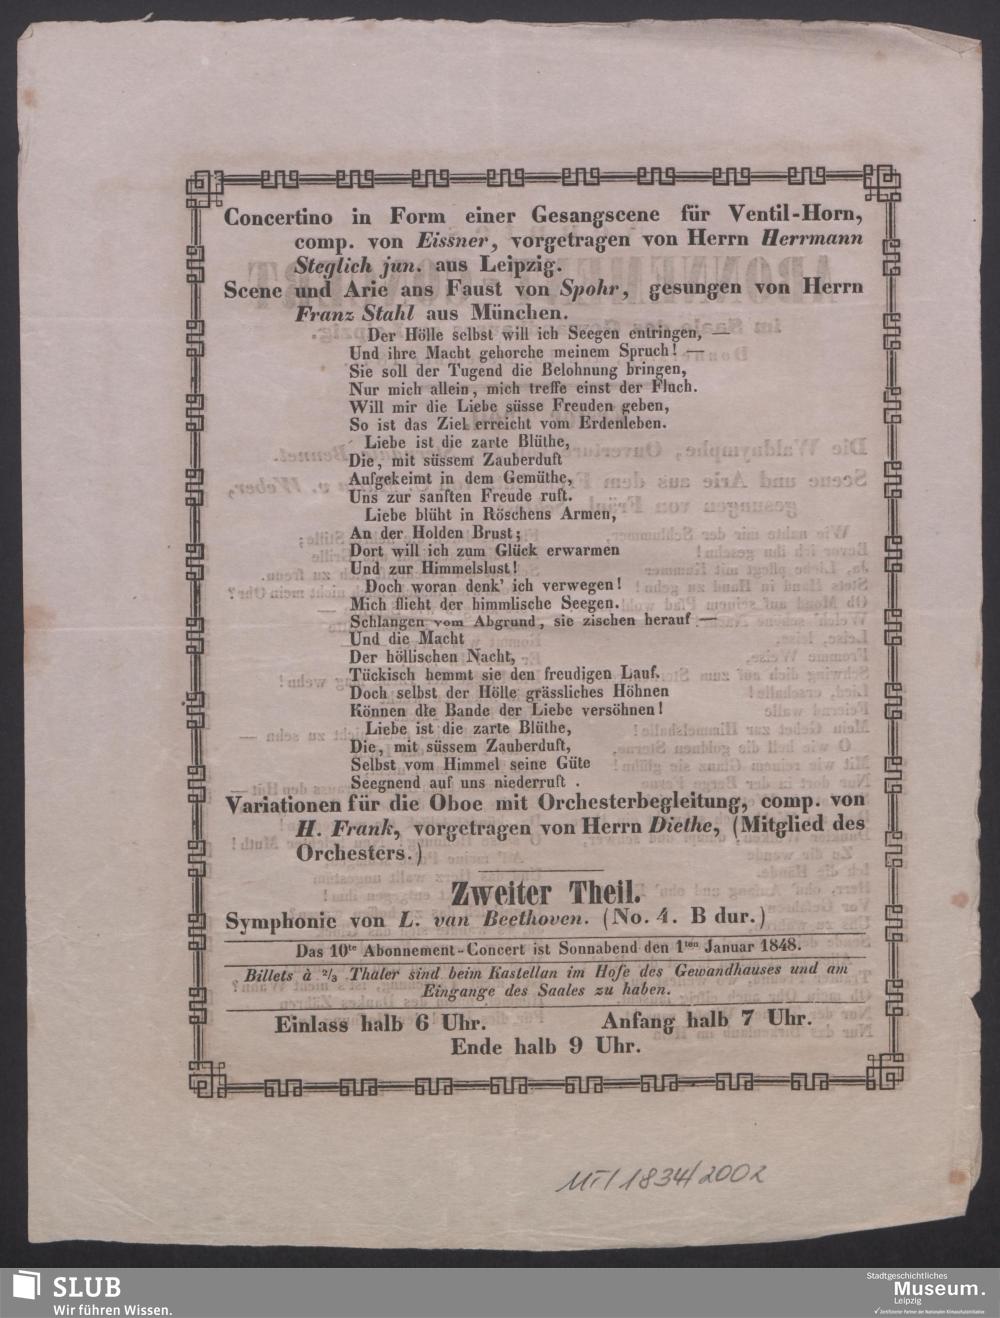 Concertino in Form einer Gesangscene für Ventil-Horn,
comp. von Eissner, vorgetragen von Herrn Herrmann
Steglich jun. aus Leipzig.
Scene und Arie ans Faust von Spohr, gesungen von Herrn
Franz Stahl aus München.
Der Hölle selbst will ich Seegen entringen, —
Und ihre Macht gehorche meinem Spruch! —
Sie soll der Tugend die Belohnung bringen,
Nur mich allein, mich treffe einst der Fluch.
Will mir die Liebe süsse Freuden geben,
So ist das Ziel erreicht vom Erdenleben.
Liebe ist die zarte Blüthe,
Die, mit süssem Zauberduft
Aufgekeimt in dem Gemüthe,
Uns zur sanften Freude ruft.
Liebe blüht in Röschens Armen,
An der Holden Brust;
Dort will ich zum Glück erwarmen
Und zur Himmelslust!
Doch woran denk' ich verwegen!
Mich flieht der himmlische Seegen.
Schlangen vom Abgrund, sie zischen herauf —
Und die Macht
Der höllischen Nacht,
Tückisch hemmt sie den freudigen Lauf.
Doch selbst der Hölle grässliches Höhnen
Können die Bande der Liebe versöhnen!
Liebe ist die zarte Blüthe,
Die, mit süssem Zauberduft,
Selbst vom Himmel seine Güte
Seegnend auf uns niederruft .
Variationen für die Oboe mit Orchesterbegleitung, comp. von
H. Frank, vorgetragen von Herrn Diethe, (Mitglied des
Orchesters.)
Zweiter Theil.
Symphonie von L. van Beethoven. (No. 4. B dur.)
Das 10te Abonnement-Concert ist Sonnabend den 1ten Januar 1848.
Billets à 2/3 Thaler sind beim Kastellan im Hofe des Gewandhauses und am
Eingange des Saales zu haben.
Einlass halb 6 Uhr. Anfang halb 7 Uhr.
Ende halb 9 Uhr.
MT/1834/2002
SLUB
Wir führen Wissen.
Stadtgeschichtliches
Museum.
Leipzig
Zertifizierter Partner der Nationalen Klimaschutzinitiative